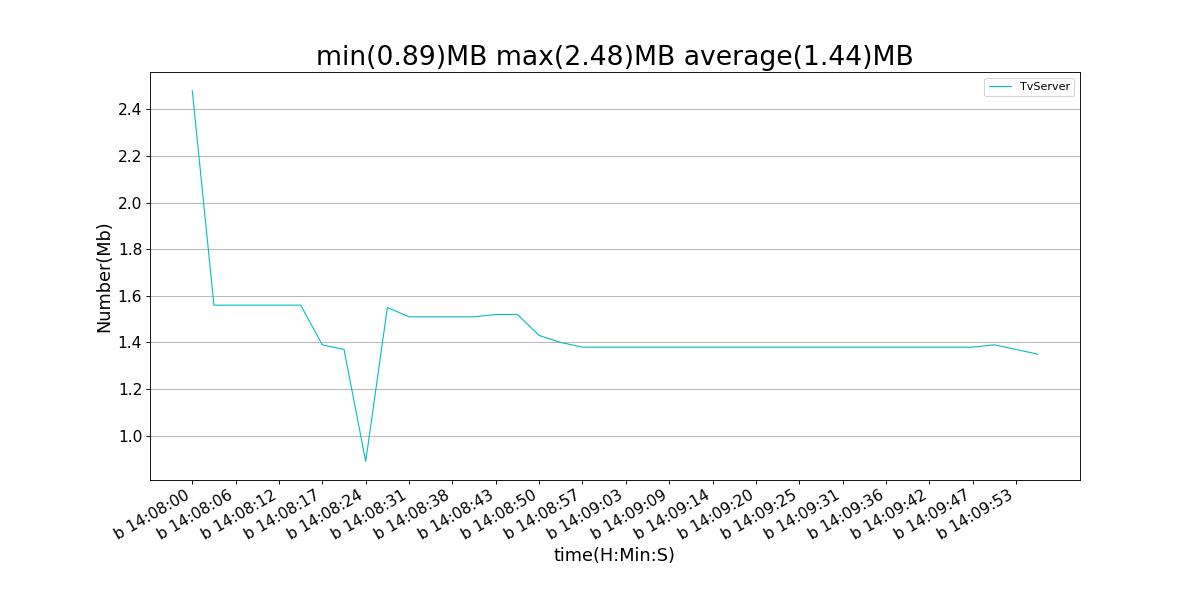 min(0.89)MB max(2.48)MB average(1.44)MB
TvServer
2.4
2.2
2.0
1.8
1.6
1.4
1.2
1.0
Number(Mb)
b 14:08:00
b 14:08:06
b 14:08:12
b 14:08:17
b 14:08:24
b 14:08:31
b 14:08:38
b 14:08:43
b 14:08:50
b 14:08:57
b 14:09:03
b 14:09:09
b 14:09:14
b 14:09:20
b 14:09:25
b 14:09:31
b 14:09:36
b 14:09:42
b 14:09:47
b 14:09:53
time(H:Min:S)